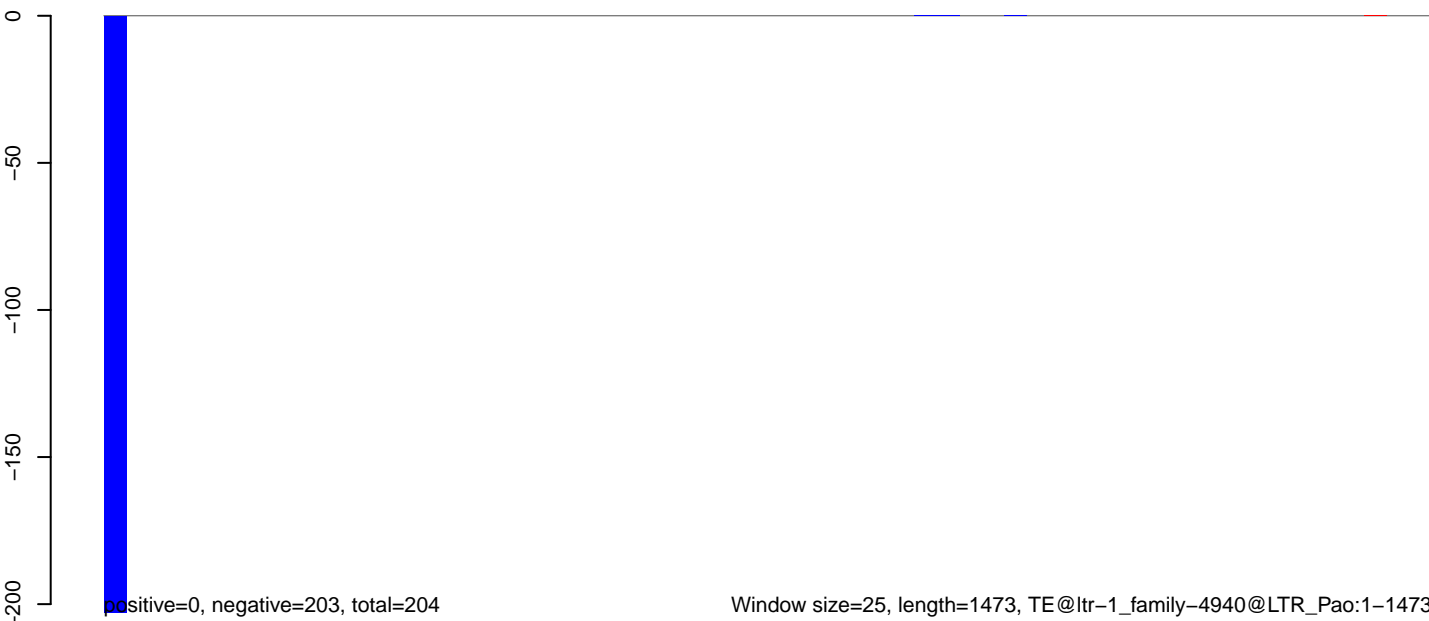 0
−50
−100
−150
−200
positive=0, negative=203, total=204
Window size=25, length=1473, TE@ltr−1_family−4940@LTR_Pao:1−1473